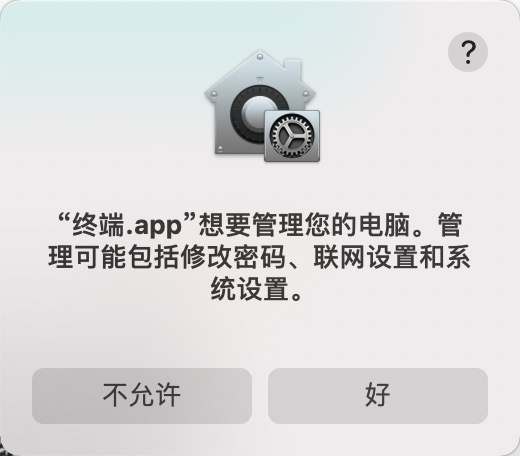 ?
“终端.app”想要管理您的电脑。管
理可能包括修改密码、联网设置和系
统设置。
不允许
好